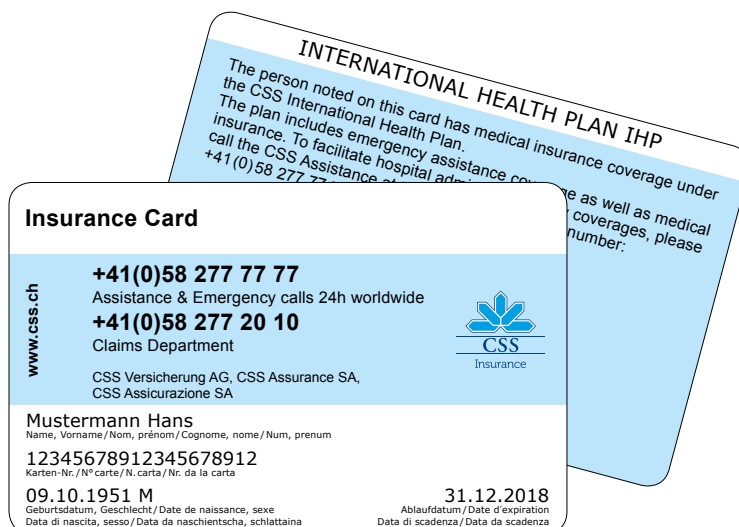 INTERNATIONAL HEALTH PLAN IHP
The person noted on this card has medical insurance coverage under
the CSS International Health Plan.
The plan includes emergency assistance as well as medical
insurance. To facilitate hospital coverages, please
call the CSS Assistance number:
+41(0)58 277
Insurance Card
www.css.ch
+41(0)58 277 77 77
Assistance & Emergency calls 24h worldwide
+41(0)58 277 20 10
Claims Department
CSS Versicherung AG, CSS Assurance SA,
CSS Assicurazione SA
CSS
Insurance
Mustermann Hans
Name, Vorname/Nom, prénom/Cognome, nome/Num, prenum
12345678912345678912
Karten-Nr./N° carte/N. carta/Nr. da la carta
09.10.1951 M
Geburtsdatum, Geschlecht/Date de naissance, sexe
Data di nascita, sesso/Data da naschientscha, schlattaina
31.12.2018
Ablaufdatum/Date d'expiration
Data di scadenza/Data da scadenza